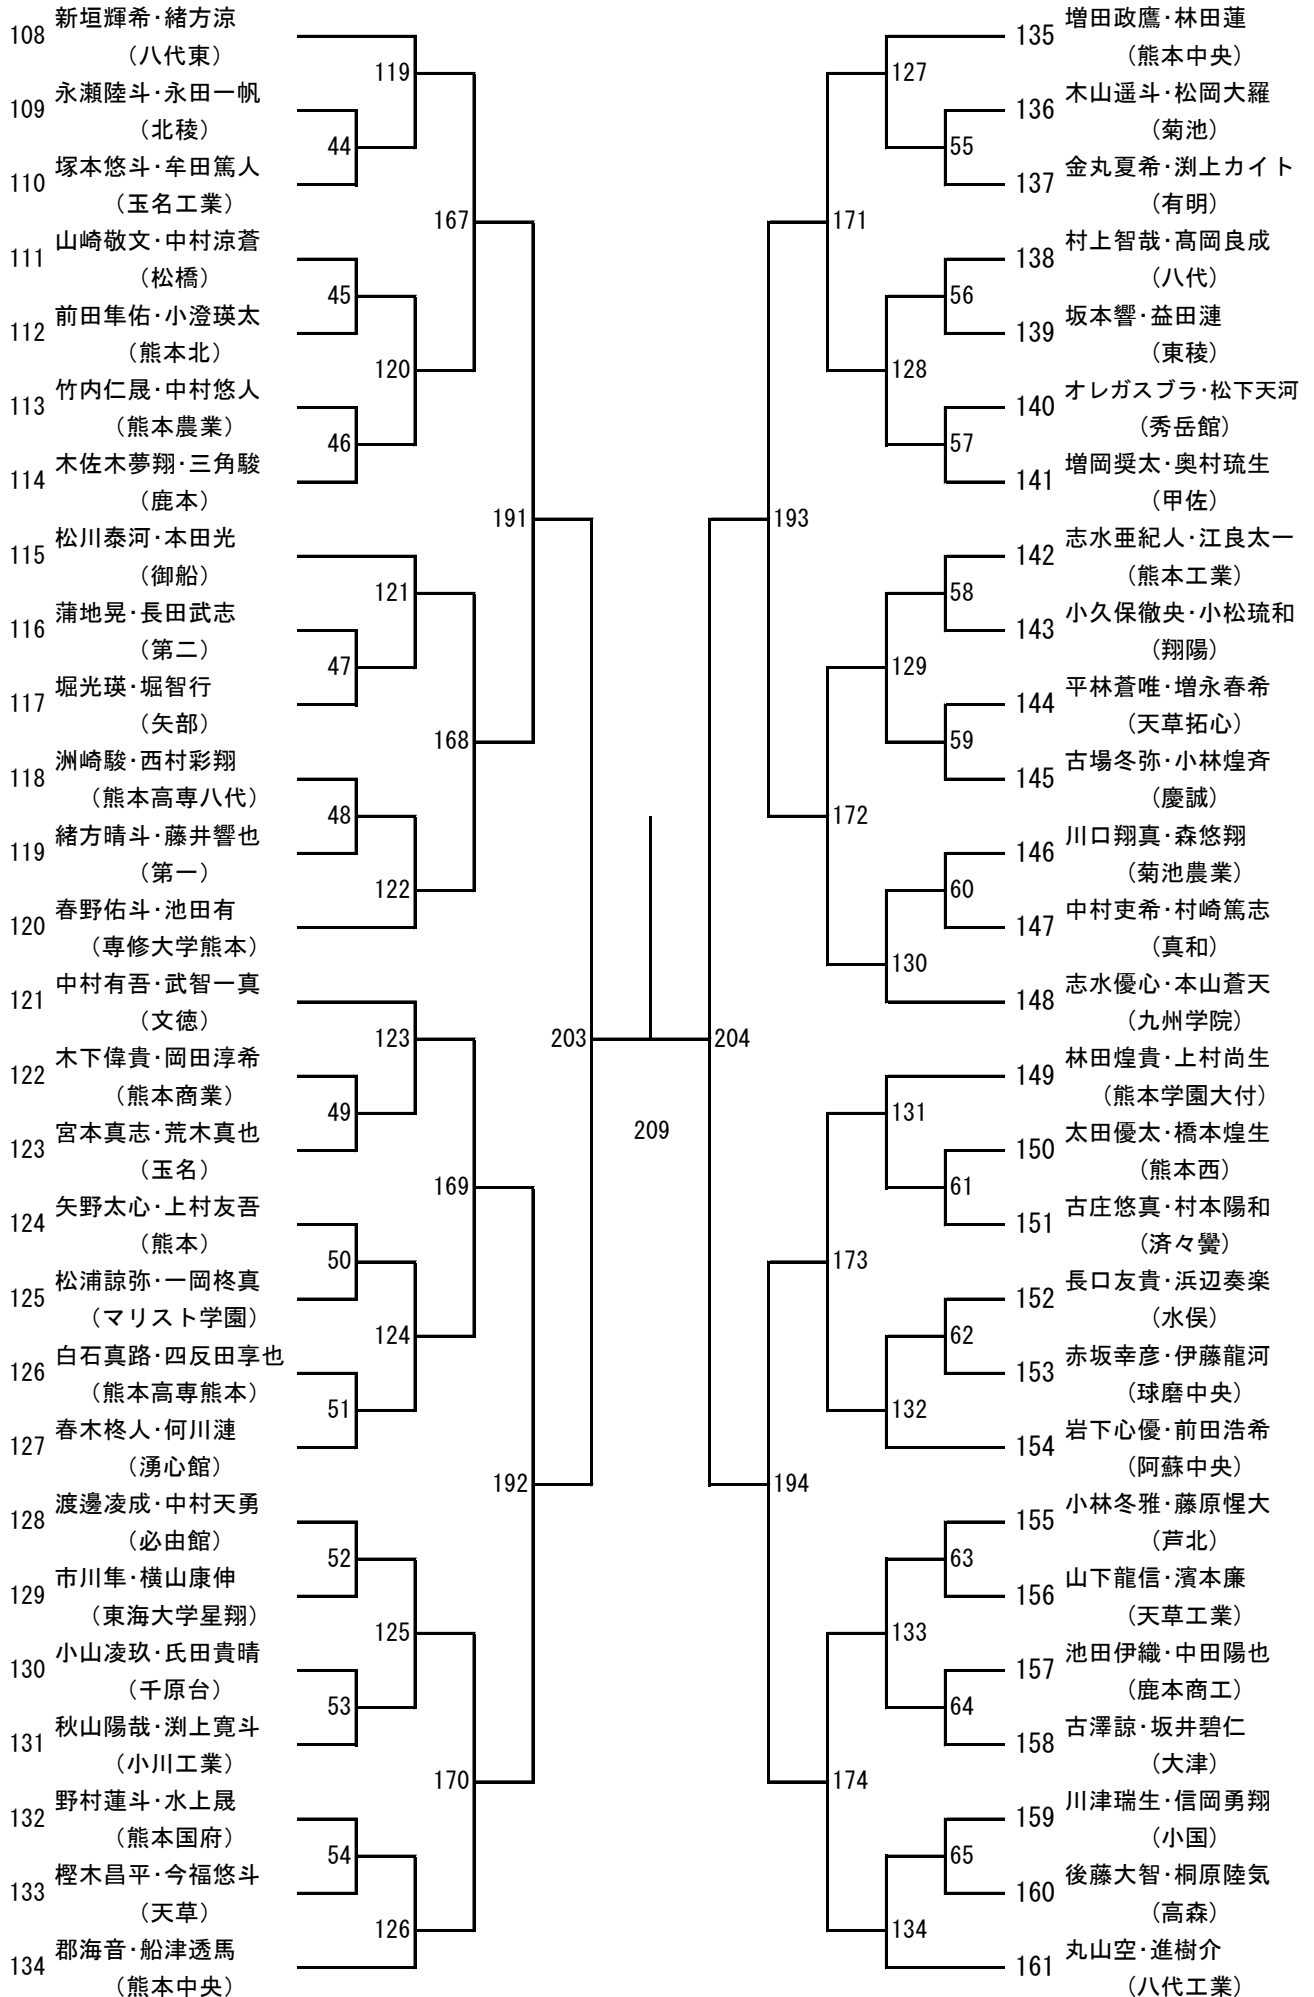 108 新垣輝希・緒方涼
(八代東)
109 永瀬陸斗・永田一帆
(北稜)
110 塚本悠斗・牟田篤人
(玉名工業)
111 山崎敬文・中村涼蒼
(松橋)
112 前田隼佑・小澄瑛太
(熊本北)
113 竹内仁晟・中村悠人
(熊本農業)
114 木佐木夢翔・三角駿
(鹿本)
115 松川泰河・本田光
(御船)
116 蒲地晃・長田武志
(第二)
117 堀光瑛・堀智行
(矢部)
118 洲崎駿・西村彩翔
(熊本高専八代)
119 緒方晴斗・藤井響也
(第一)
120 春野佑斗・池田有
(専修大学熊本)
121 中村有吾・武智一真
(文徳)
122 木下偉貴・岡田淳希
(熊本商業)
123 宮本真志・荒木真也
(玉名)
124 矢野太心・上村友吾
(熊本)
125 松浦諒弥・一岡柊真
(マリスト学園)
126 白石真路・四反田享也
(熊本高専熊本)
127 春木柊人・何川漣
(湧心館)
128 渡邊凌成・中村天勇
(必由館)
129 市川隼・横山康伸
(東海大学星翔)
130 小山凌玖・氏田貴晴
(千原台)
131 秋山陽哉・渕上寛斗
(小川工業)
132 野村蓮斗・水上晟
(熊本国府)
133 樫木昌平・今福悠斗
(天草)
134 郡海音・船津透馬
(熊本中央)
119
44
167
45
120
46
191
121
47
168
48
122
123
49
169
50
124
51
192
52
125
53
170
54
126
203
209
204
127
55
171
56
128
57
193
58
129
59
172
60
130
131
61
173
62
132
194
63
133
64
174
65
134
135 増田政鷹・林田蓮
(熊本中央)
136 木山遥斗・松岡大羅
(菊池)
137 金丸夏希・渕上カイト
(有明)
138 村上智哉・髙岡良成
(八代)
139 坂本響・益田漣
(東稜)
140 オレガスブラ・松下天河
(秀岳館)
141 増岡奨太・奥村琉生
(甲佐)
142 志水亜紀人・江良太一
(熊本工業)
143 小久保徹央・小松琉和
(翔陽)
144 平林蒼唯・増永春希
(天草拓心)
145 古場冬弥・小林煌斉
(慶誠)
146 川口翔真・森悠翔
(菊池農業)
147 中村吏希・村崎篤志
(真和)
148 志水優心・本山蒼天
(九州学院)
149 林田煌貴・上村尚生
(熊本学園大付)
150 太田優太・橋本煌生
(熊本西)
151 古庄悠真・村本陽和
(済々黌)
152 長口友貴・浜辺奏楽
(水俣)
153 赤坂幸彦・伊藤龍河
(球磨中央)
154 岩下心優・前田浩希
(阿蘇中央)
155 小林冬雅・藤原惺大
(芦北)
156 山下龍信・濱本廉
(天草工業)
157 池田伊織・中田陽也
(鹿本商工)
158 古澤諒・坂井碧仁
(大津)
159 川津瑞生・信岡勇翔
(小国)
160 後藤大智・桐原陸気
(高森)
161 丸山空・進樹介
(八代工業)